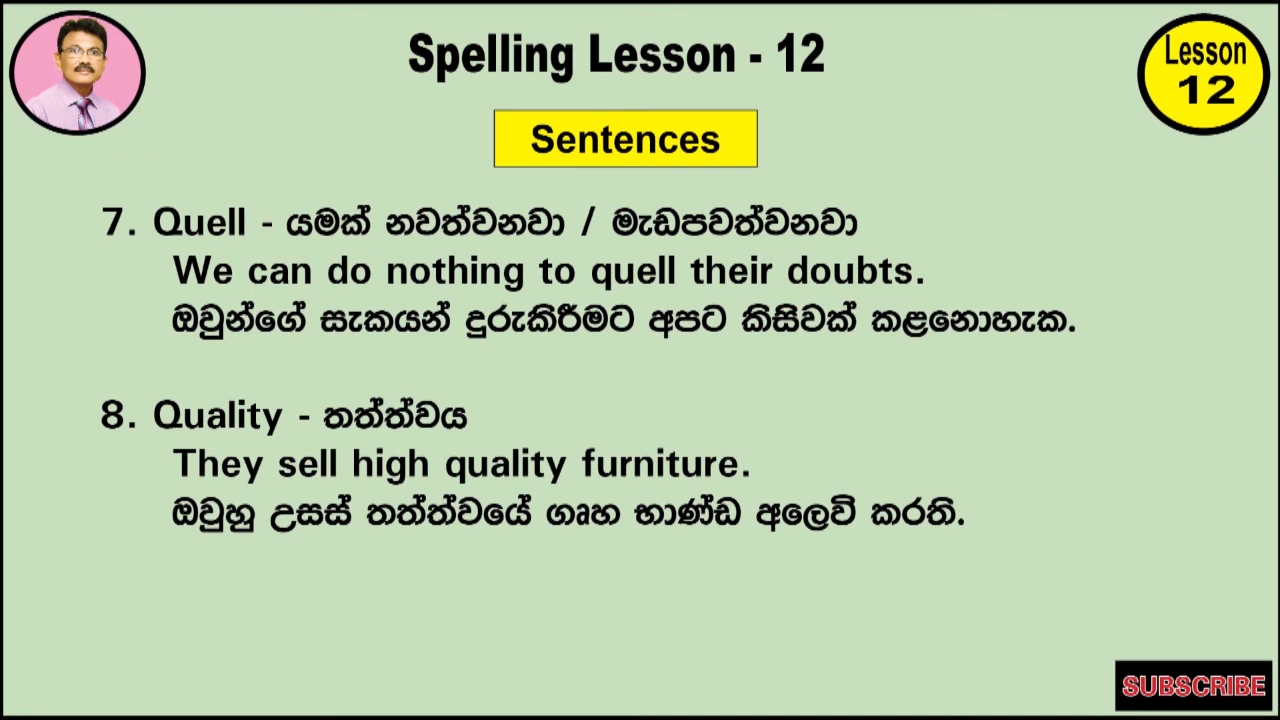 Spelling Lesson - 12
Lesson
12
Sentences
7. Quell - යමක් නවත්වනවා / මැඩපවත්වනවා
We can do nothing to quell their doubts.
ඔවුන්ගේ සැකයන් දුරුකිරීමට අපට කිසිවක් කළනොහැක.
8. Quality - තත්ත්වය
They sell high quality furniture.
ඔවුහු උසස් තත්ත්වයේ ගෘහ භාණ්ඩ අලෙවි කරති.
SUBSCRIBE